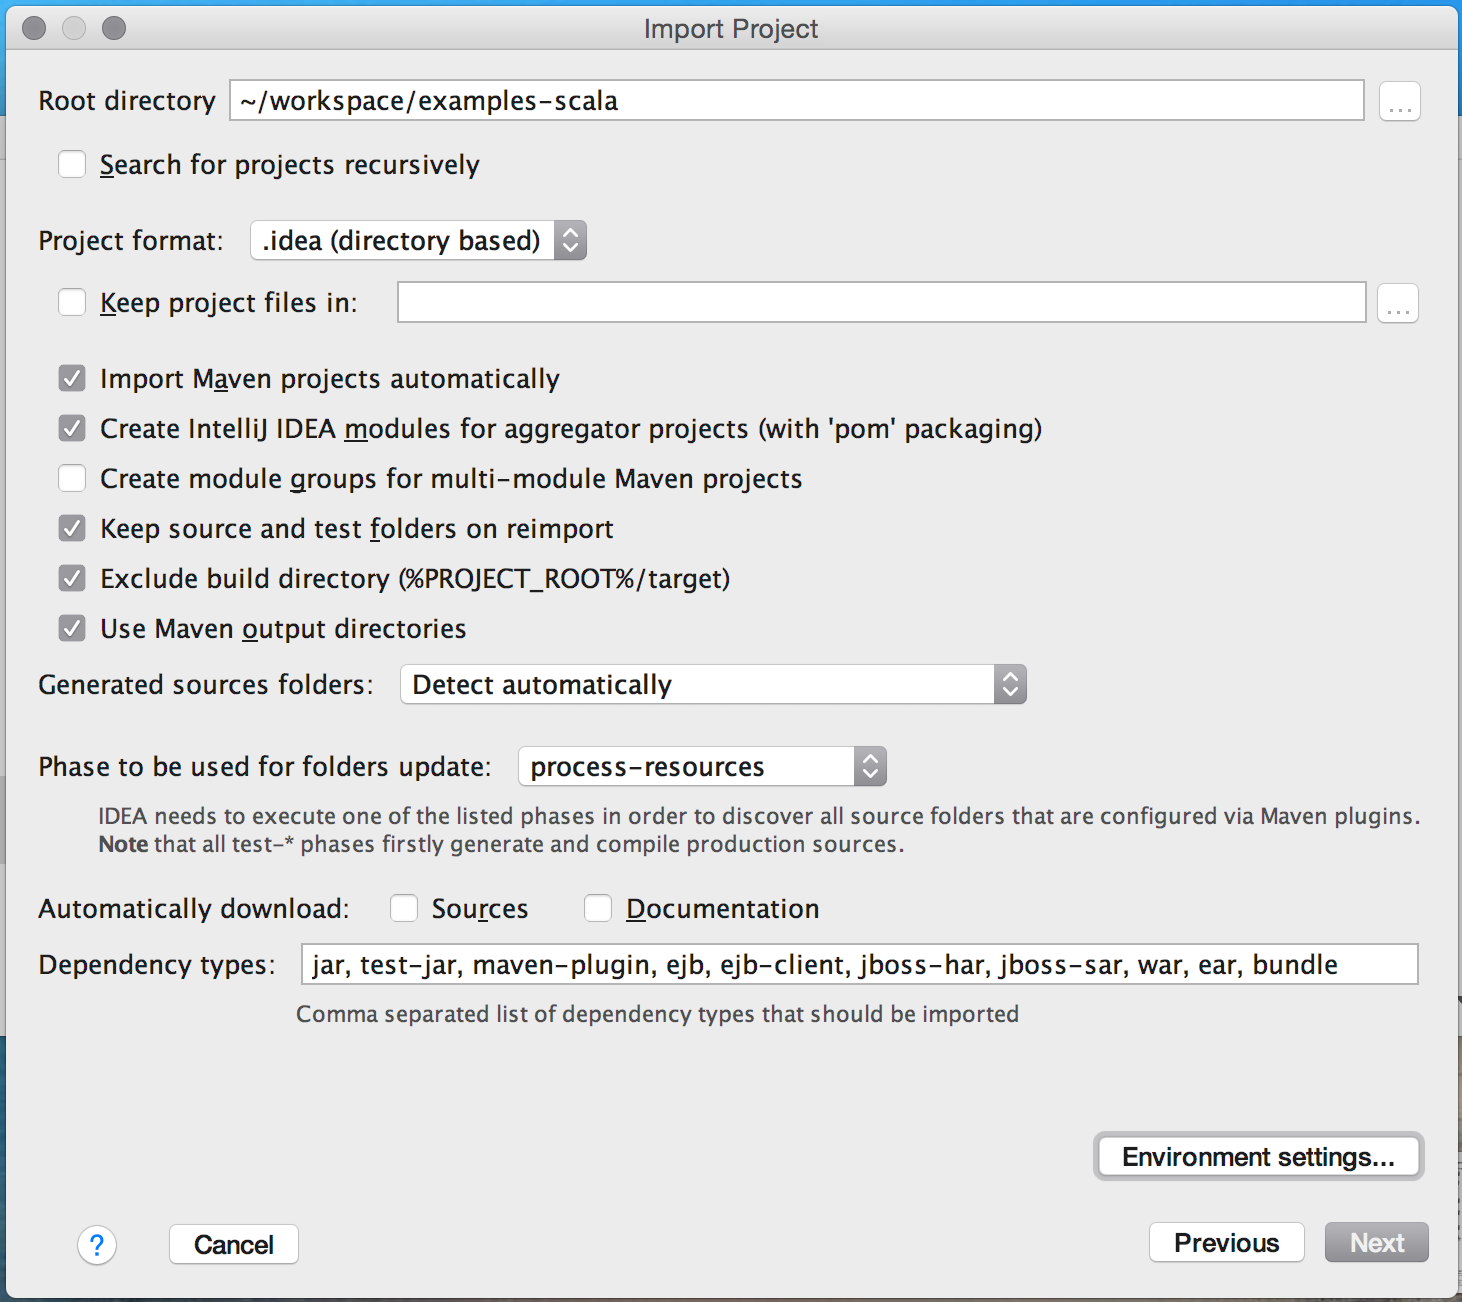 Import Project
Root directory ~/workspace/examples-scala ...
Search for projects recursively
Project format: .idea (directory based)
Keep project files in: ...
Import Maven projects automatically
Create IntelliJ IDEA modules for aggregator projects (with 'pom' packaging)
Create module groups for multi-module Maven projects
Keep source and test folders on reimport
Exclude build directory (%PROJECT_ROOT%/target)
Use Maven output directories
Generated sources folders: Detect automatically
Phase to be used for folders update: process-resources
IDEA needs to execute one of the listed phases in order to discover all source folders that are configured via Maven plugins.
Note that all test-* phases firstly generate and compile production sources.
Automatically download: Sources Documentation
Dependency types: jar, test-jar, maven-plugin, ejb, ejb-client, jboss-har, jboss-sar, war, ear, bundle
Comma separated list of dependency types that should be imported
Environment settings...
? Cancel Previous Next